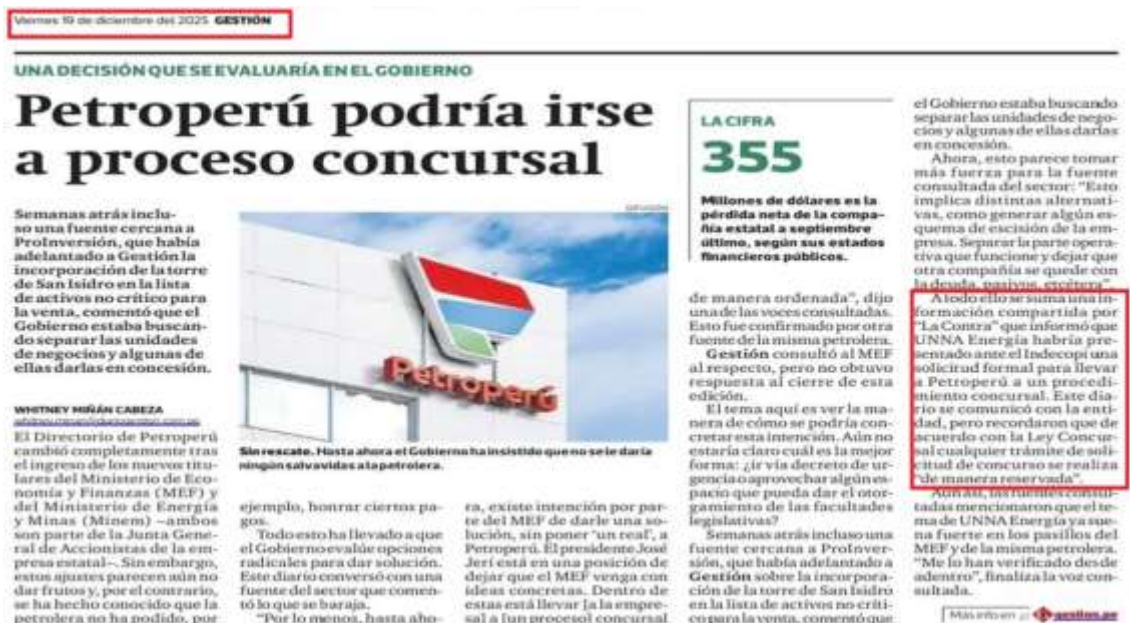 Viernes 19 de diciembre del 2025 GESTIÓN
UNA DECISIÓN QUE SE EVALUARÍA EN EL GOBIERNO
Petroperú podría irse
a proceso concursal
Semanas atrás inclu-
so una fuente cercana a
ProInversión, que había
adelantado a Gestión la
incorporación de la torre
de San Isidro en la lista
de activos no crítico para
la venta, comentó que el
Gobierno estaba buscan-
do separar las unidades
de negocios y algunas de
ellas darlas en concesión.
WHITNEY MIÑÁN CABEZA
El Directorio de Petroperú
cambió completamente tras
el ingreso de los nuevos titu-
lares del Ministerio de Eco-
nomía y Finanzas (MEF) y
del Ministerio de Energía
y Minas (Minem) –ambos
son parte de la Junta Gene-
ral de Accionistas de la em-
presa estatal–. Sin embargo,
estos ajustes parecen aún no
dar frutos y, por el contrario,
se ha hecho conocido que la
petrolera no ha podido, por
Petroperú
Sin rescate. Hasta ahora el Gobierno ha insistido que no se le daría
ningún salvavidas a la petrolera.
ejemplo, honrar ciertos pa-
gos.
Todo esto ha llevado a que
el Gobierno evalúe opciones
radicales para dar solución.
Este diario conversó con una
fuente del sector que comen-
tó lo que se baraja.
"Por lo menos, hasta aho-
ra, existe intención por par-
te del MEF de darle una so-
lución, sin poner 'un real', a
Petroperú. El presidente José
Jerí está en una posición de
dejar que el MEF venga con
ideas concretas. Dentro de
estas está llevar [a la empre-
sa] a [un proceso] concursal
LA CIFRA
355
Millones de dólares es la
pérdida neta de la compa-
ñía estatal a septiembre
último, según sus estados
financieros públicos.
de manera ordenada", dijo
una de las voces consultadas.
Esto fue confirmado por otra
fuente de la misma petrolera.
Gestión consultó al MEF
al respecto, pero no obtuvo
respuesta al cierre de esta
edición.
El tema aquí es ver la ma-
nera de cómo se podría con-
cretar esta intención. Aún no
estaría claro cuál es la mejor
forma: ¿ir vía decreto de ur-
gencia o aprovechar algún es-
pacio que pueda dar el otor-
gamiento de las facultades
legislativas?
Semanas atrás incluso una
fuente cercana a ProInver-
sión, que había adelantado a
Gestión sobre la incorpora-
ción de la torre de San Isidro
en la lista de activos no críti-
co para la venta, comentó que
el Gobierno estaba buscando
separar las unidades de nego-
cios y algunas de ellas darlas
en concesión.
Ahora, esto parece tomar
más fuerza para la fuente
consultada del sector: "Esto
implica distintas alternati-
vas, como generar algún es-
quema de escisión de la em-
presa. Separar la parte opera-
tiva que funcione y dejar que
otra compañía se quede con
la deuda, pasivos, etcétera".
A todo ello se suma una in-
formación compartida por
"La Contra" que informó que
UNNA Energía habría pre-
sentado ante el Indecopi una
solicitud formal para llevar
a Petroperú a un procedi-
miento concursal. Este dia-
rio se comunicó con la enti-
dad, pero recordaron que de
acuerdo con la Ley Concur-
sal cualquier trámite de soli-
citud de concurso se realiza
"de manera reservada".
Aun así, las fuentes consul-
tadas mencionaron que el te-
ma de UNNA Energía ya sue-
na fuerte en los pasillos del
MEF y de la misma petrolera.
"Me lo han verificado desde
adentro", finaliza la voz con-
sultada.
Más info en gestion.pe